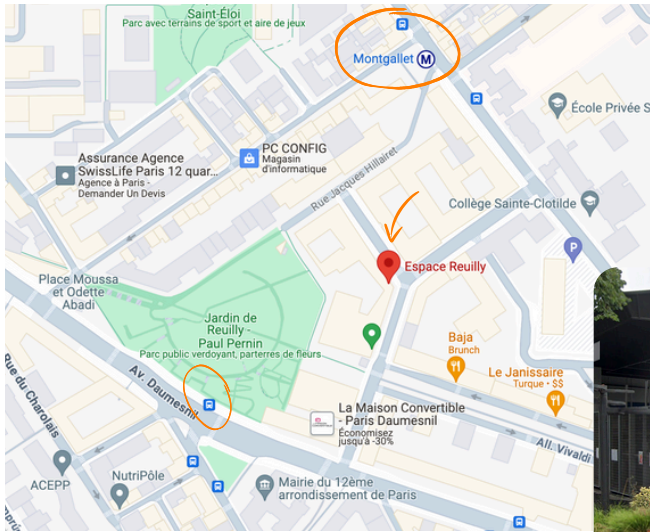 Saint-Éloi
Parc avec terrains de sport et aire de jeux
Montgallet M
École Privée S
PC CONFIG
Magasin
d'informatique
Assurance Agence
SwissLife Paris 12 quar...
Agence à Paris -
Demander Un Devis
Rue Jacques Hillairet
Collège Sainte-Clotilde
P
Espace Reuilly
Place Moussa
et Odette
Abadi
Jardin de
Reuilly -
Paul Pernin
Parc public verdoyant, parterres de fleurs
Baja
Brunch
Le Janissaire
Turque • $$
Av. Daumesnil
Rue du Charolais
La Maison Convertible
- Paris Daumesnil
Économisez
jusqu'à -30%
All. Vivaldi
ACEPP
NutriPôle
Mairie du 12ème
arrondissement de Paris